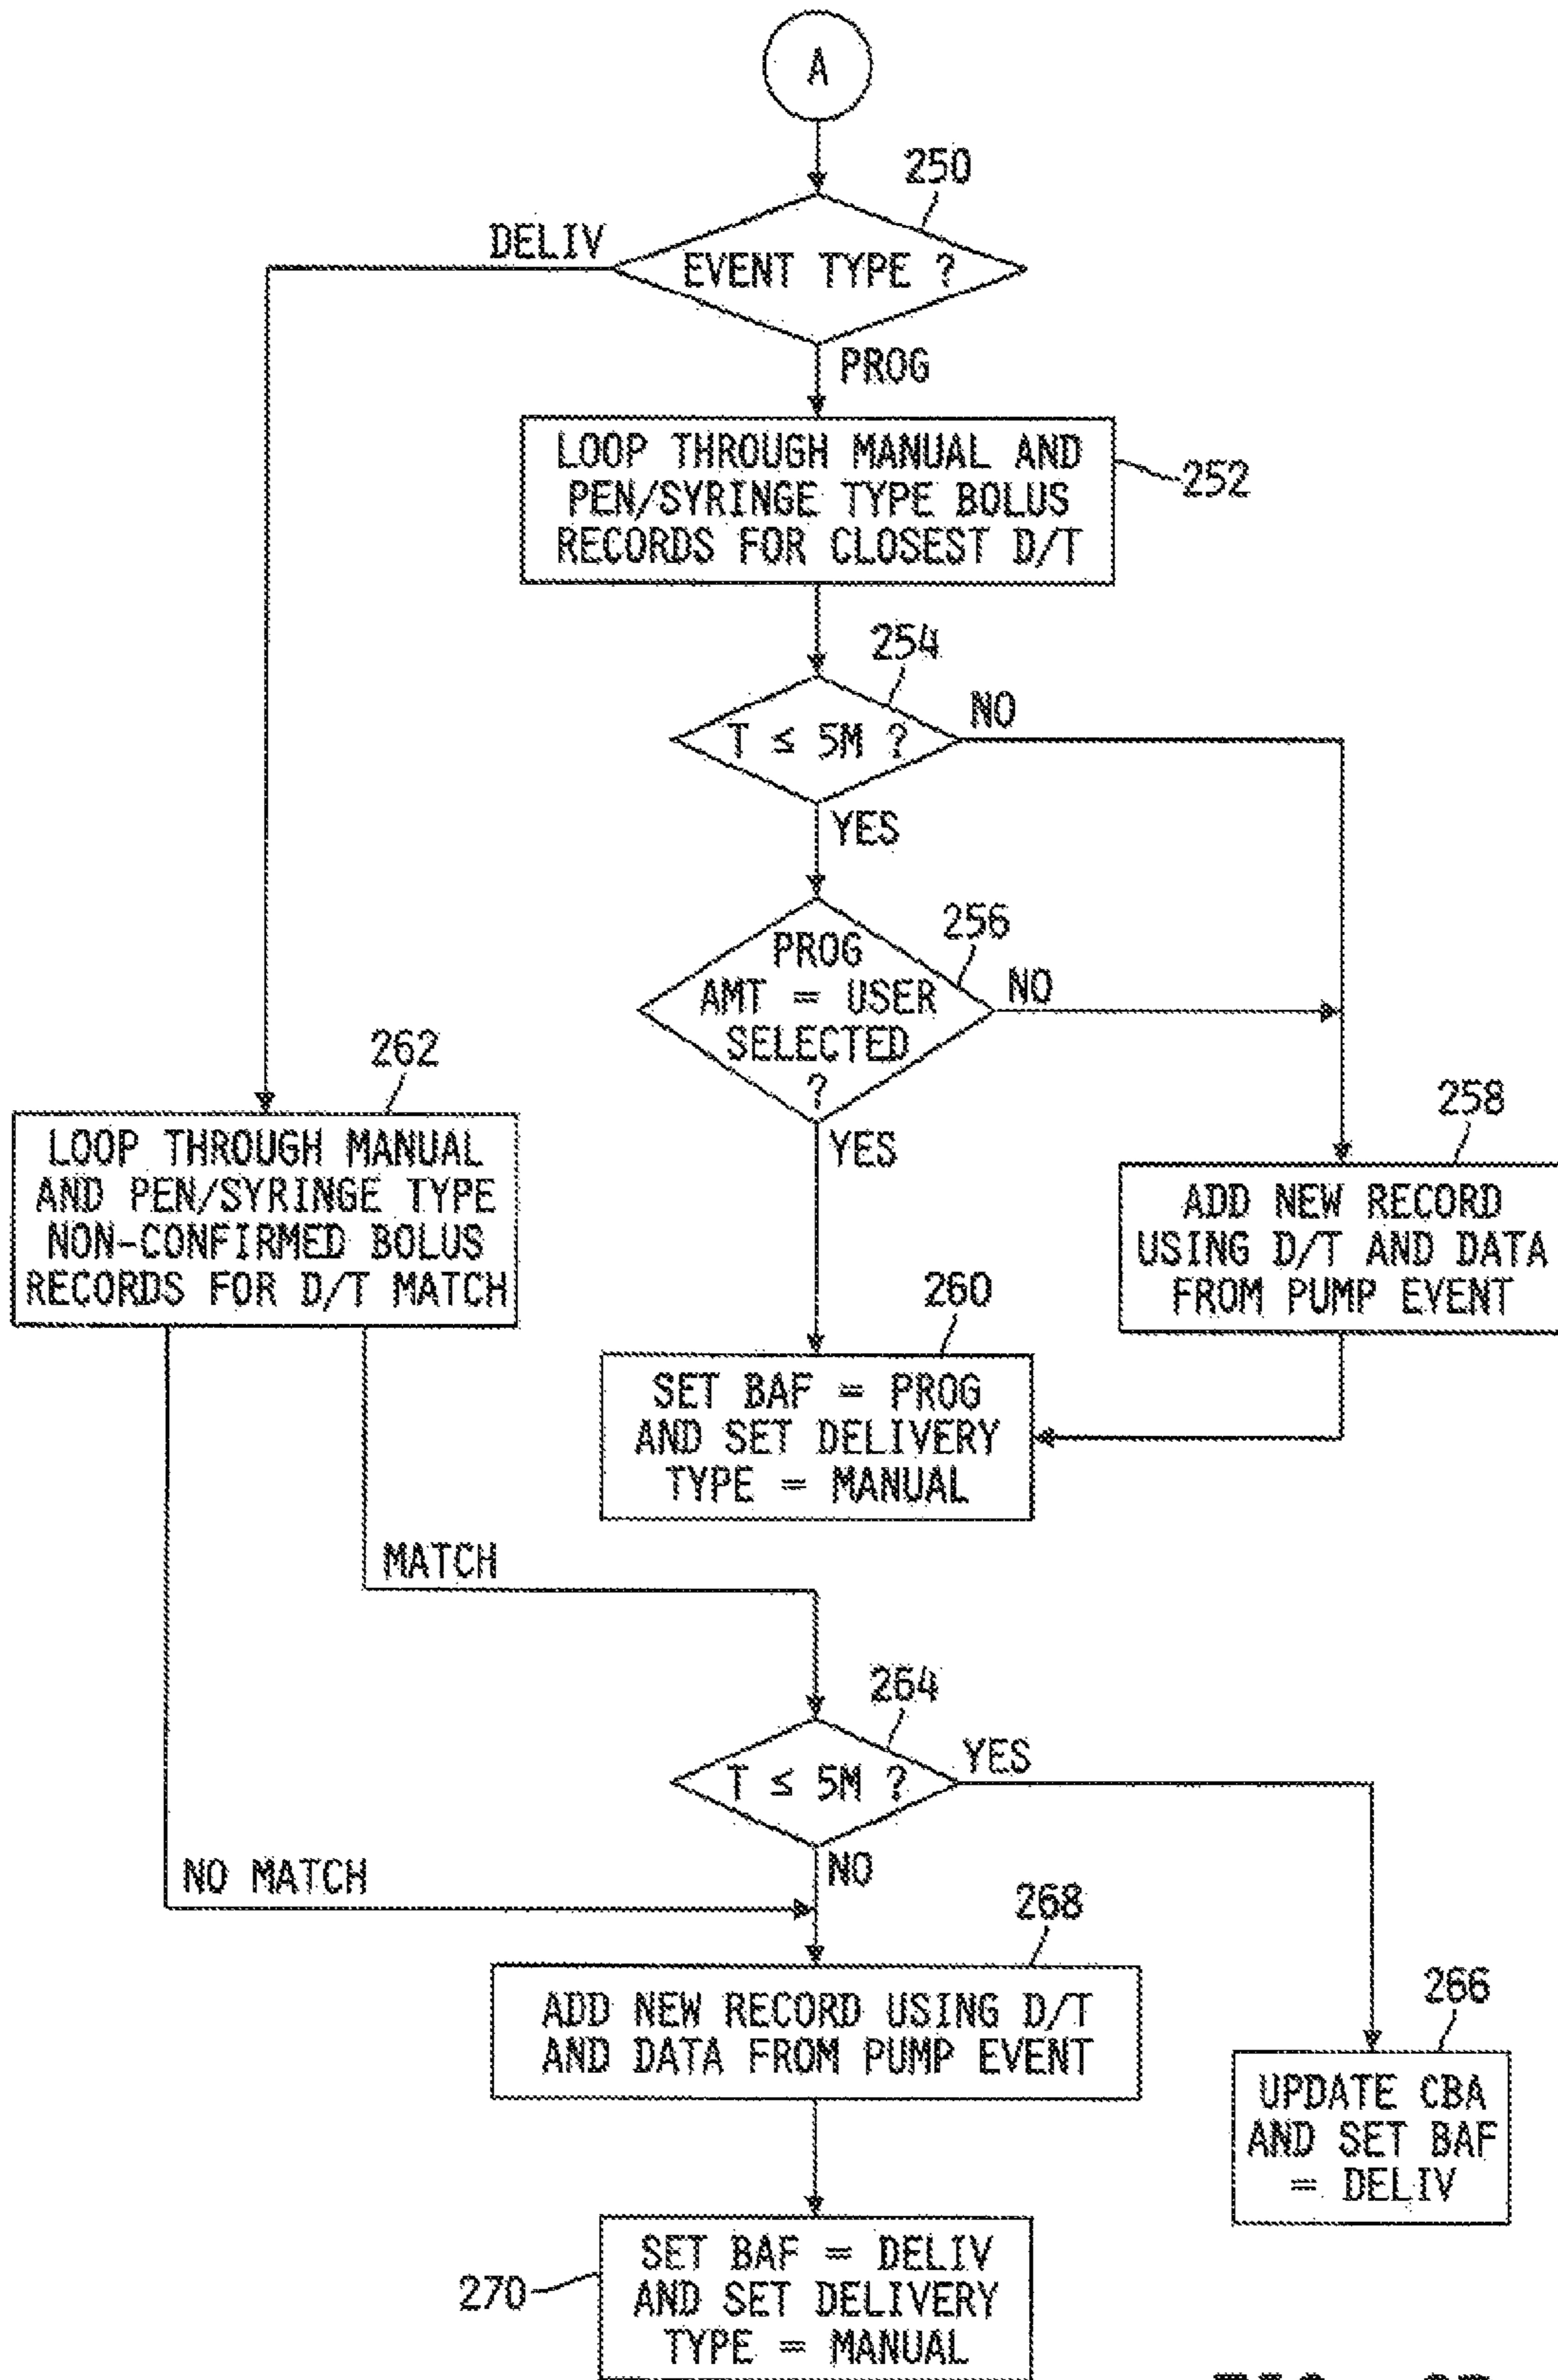 A
250
DELIV
EVENT TYPE ?
PROG
LOOP THROUGH MANUAL AND
PEN/SYRINGE TYPE BOLUS
RECORDS FOR CLOSEST D/T
252
254
T ≤ 5M ?
NO
YES
256
PROG
AMT = USER
SELECTED
?
NO
YES
262
LOOP THROUGH MANUAL
AND PEN/SYRINGE TYPE
NON-CONFIRMED BOLUS
RECORDS FOR D/T MATCH
258
ADD NEW RECORD
USING D/T AND DATA
FROM PUMP EVENT
260
SET BAF = PROG
AND SET DELIVERY
TYPE = MANUAL
MATCH
264
T ≤ 5M ?
YES
NO
NO MATCH
268
ADD NEW RECORD USING D/T
AND DATA FROM PUMP EVENT
266
UPDATE CBA
AND SET BAF
= DELIV
270
SET BAF = DELIV
AND SET DELIVERY
TYPE = MANUAL